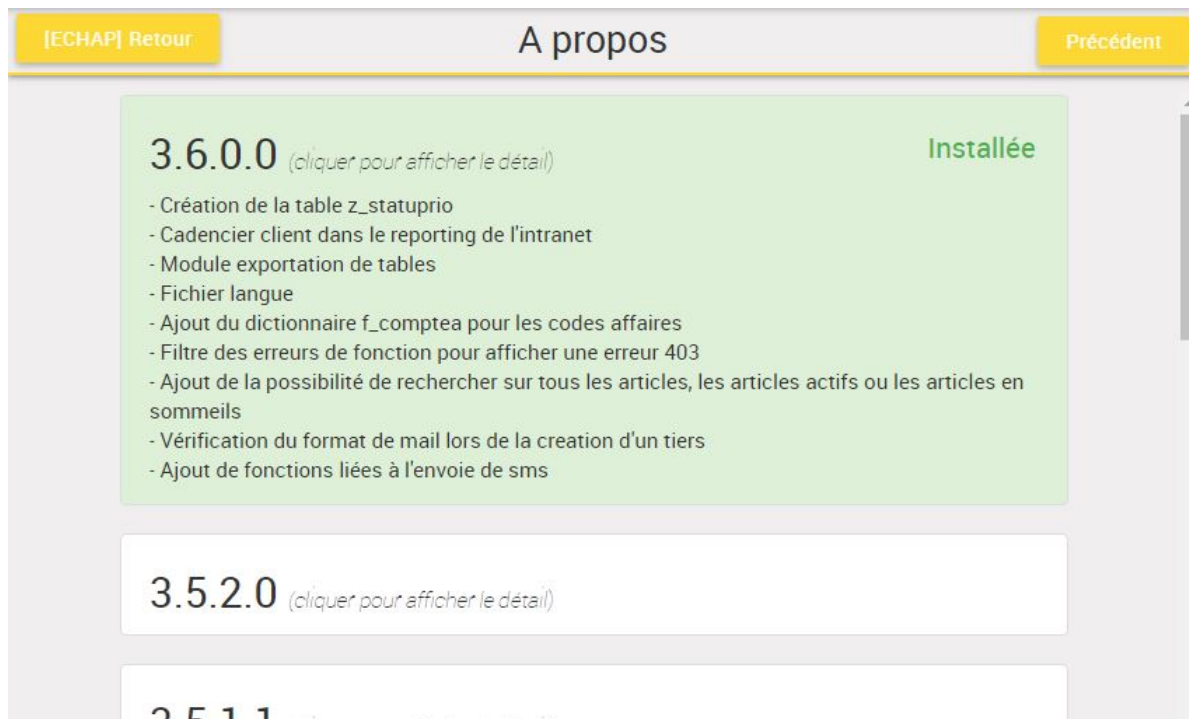 [ECHAP] Retour
A propos
Précédent
3.6.0.0 (cliquer pour afficher le détail)
Installée
- Création de la table z_statuprio
- Cadencier client dans le reporting de l'intranet
- Module exportation de tables
- Fichier langue
- Ajout du dictionnaire f_comptea pour les codes affaires
- Filtre des erreurs de fonction pour afficher une erreur 403
- Ajout de la possibilité de rechercher sur tous les articles, les articles actifs ou les articles en
sommeils
- Vérification du format de mail lors de la creation d'un tiers
- Ajout de fonctions liées à l'envoie de sms
3.5.2.0 (cliquer pour afficher le détail)
3.5.1.1